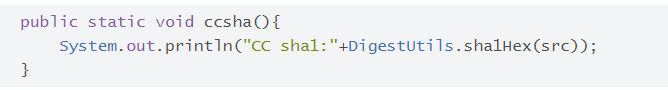 public static void ccsha(){
System.out.println("CC sha1:"+DigestUtils.sha1Hex(src));
}